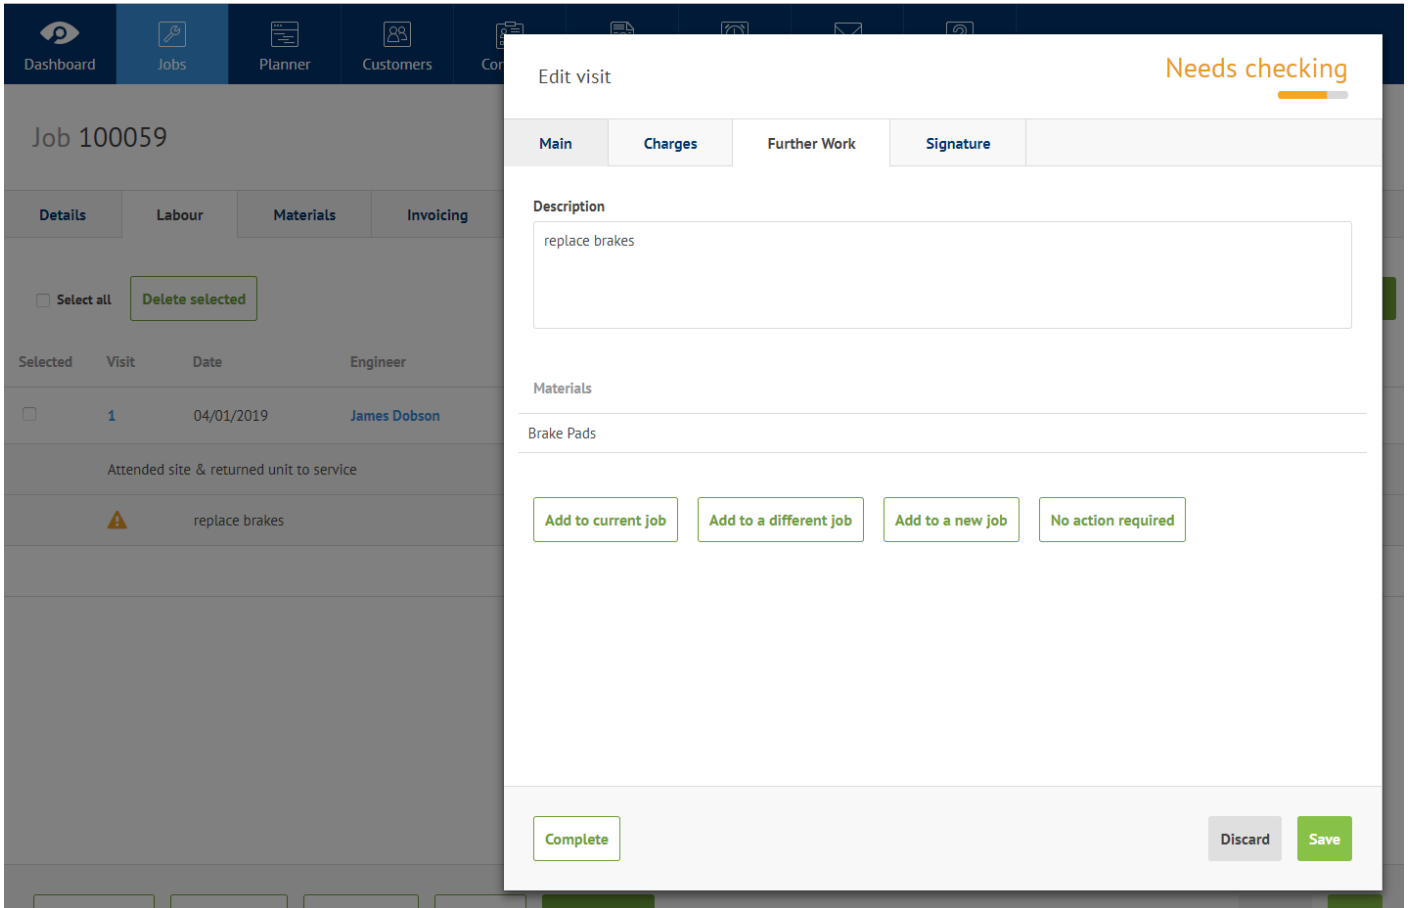 Dashboard
Jobs
Planner
Customers
Edit visit
Needs checking
Job 100059
Main
Charges
Further Work
Signature
Details
Labour
Materials
Invoicing
Description
replace brakes
Select all
Delete selected
Selected
Visit
Date
Engineer
Materials
1
04/01/2019
James Dobson
Brake Pads
Attended site & returned unit to service
replace brakes
Add to current job
Add to a different job
Add to a new job
No action required
Complete
Discard
Save